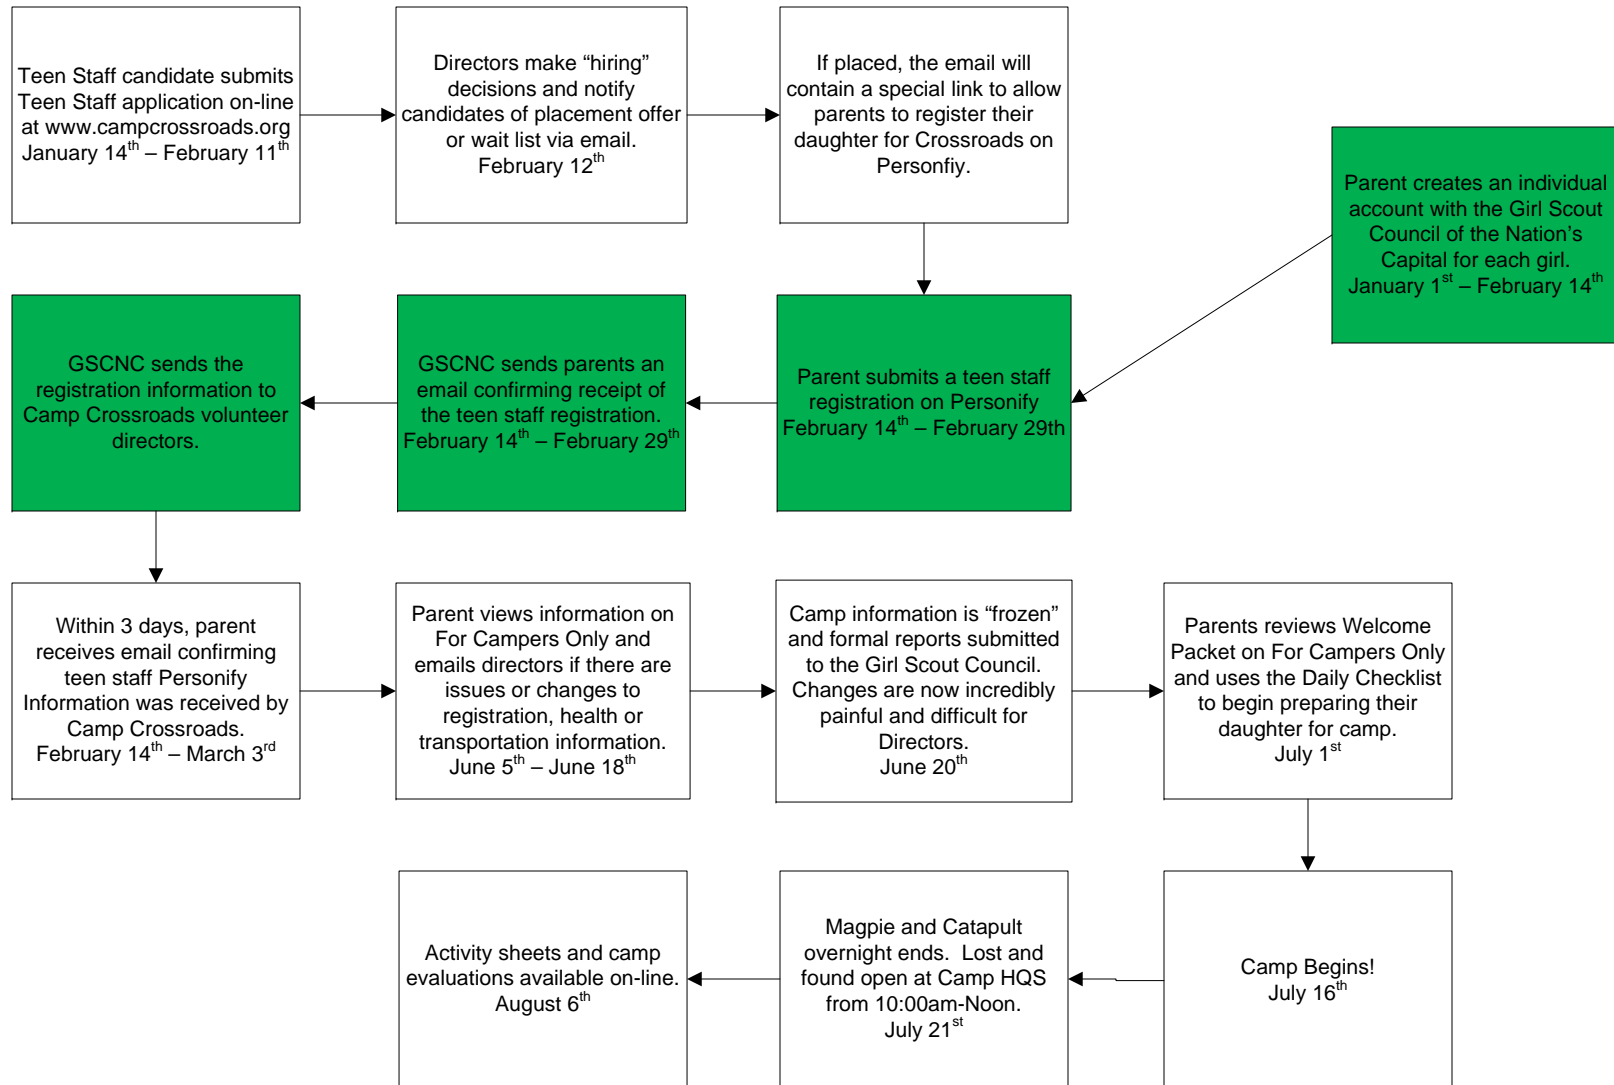 Teen Staff candidate submits
Teen Staff application on-line
at www.campcrossroads.org
January 14th – February 11th
Directors make “hiring”
decisions and notify
candidates of placement offer
or wait list via email.
February 12th
If placed, the email will
contain a special link to allow
parents to register their
daughter for Crossroads on
Personfiy.
Parent creates an individual
account with the Girl Scout
Council of the Nation’s
Capital for each girl.
January 1st – February 14th
Parent submits a teen staff
registration on Personify
February 14th – February 29th
GSCNC sends parents an
email confirming receipt of
the teen staff registration.
February 14th – February 29th
GSCNC sends the
registration information to
Camp Crossroads volunteer
directors.
Within 3 days, parent
receives email confirming
teen staff Personify
Information was received by
Camp Crossroads.
February 14th – March 3rd
Parent views information on
For Campers Only and
emails directors if there are
issues or changes to
registration, health or
transportation information.
June 5th – June 18th
Camp information is “frozen”
and formal reports submitted
to the Girl Scout Council.
Changes are now incredibly
painful and difficult for
Directors.
June 20th
Parents reviews Welcome
Packet on For Campers Only
and uses the Daily Checklist
to begin preparing their
daughter for camp.
July 1st
Camp Begins!
July 16th
Magpie and Catapult
overnight ends.  Lost and
found open at Camp HQS
from 10:00am-Noon.
July 21st
Activity sheets and camp
evaluations available on-line.
August 6th